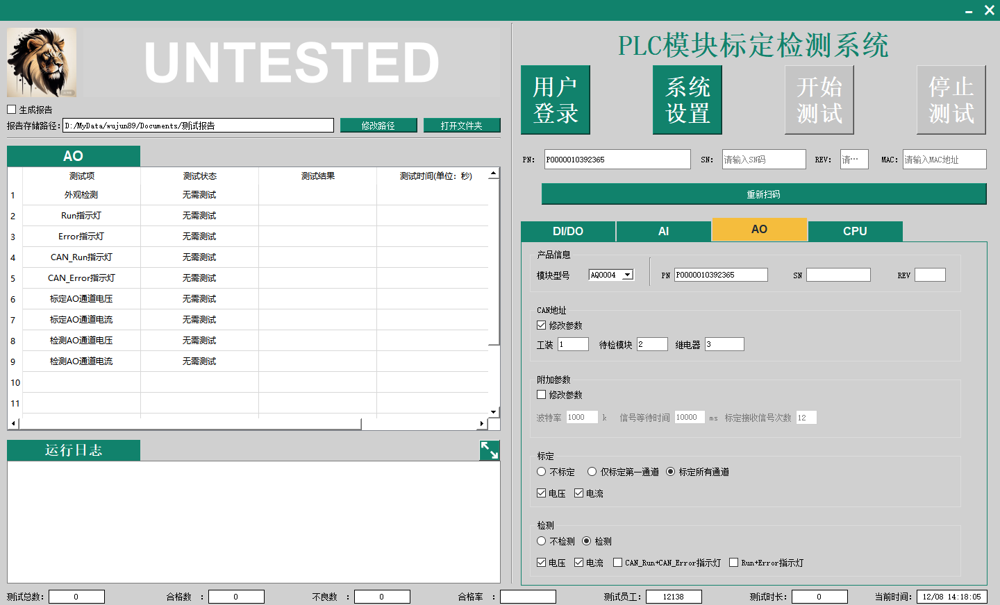 UNTESTED
生成报告
报告存储路径: D:/MyData/wujun89/Documents/测试报告 修改路径 打开文件夹
AO
测试项 测试状态 测试结果 测试时间(单位：秒)
1 外观检测 无需测试
2 Run指示灯 无需测试
3 Error指示灯 无需测试
4 CAN_Run指示灯 无需测试
5 CAN_Error指示灯 无需测试
6 标定AO通道电压 无需测试
7 标定AO通道电流 无需测试
8 检测AO通道电压 无需测试
9 检测AO通道电流 无需测试
10
11
运行日志
PLC模块标定检测系统
用户登录 系统设置 开始测试 停止测试
PN: P0000010392365 SN: 请输入SN码 REV: 请… MAC: 请输入MAC地址
重新扫码
DI/DO AI AO CPU
产品信息
模块型号 AQ0004 PN P0000010392365 SN REV
CAN地址
修改参数
工装 1 待检模块 2 继电器 3
附加参数
修改参数
波特率 1000 k 信号等待时间 10000 ms 标定接收信号次数 12
标定
不标定 仅标定第一通道 标定所有通道
电压 电流
检测
不检测 检测
电压 电流 CAN_Run+CAN_Error指示灯 Run+Error指示灯
测试总数: 0 合格数 : 0 不良数 : 0 合格率 : 测试员工: 12138 测试时长: 0 当前时间: 12/08 14:18:05